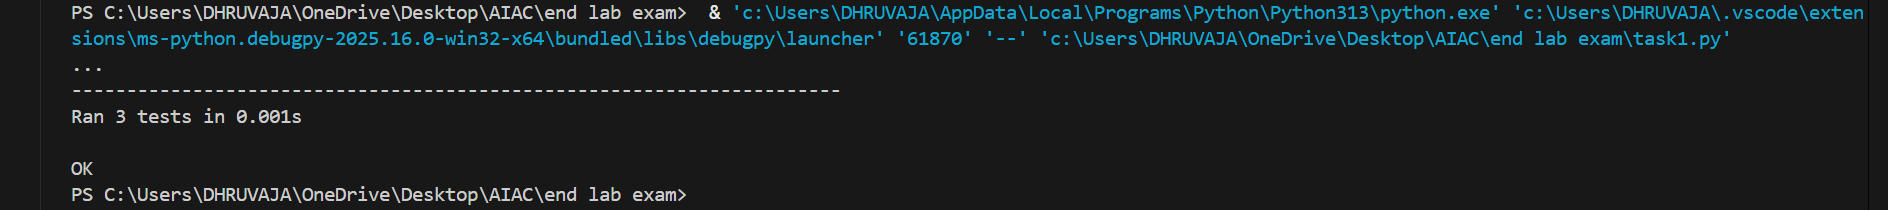 PS C:\Users\DHRUVAJA\OneDrive\Desktop\AIAC\end lab exam>  & 'c:\Users\DHRUVAJA\AppData\Local\Programs\Python\Python313\python.exe' 'c:\Users\DHRUVAJA\.vscode\exten
sions\ms-python.debugpy-2025.16.0-win32-x64\bundled\libs\debugpy\launcher' '61870' '--' 'c:\Users\DHRUVAJA\OneDrive\Desktop\AIAC\end lab exam\task1.py'
...
----------------------------------------------------------------------
Ran 3 tests in 0.001s
OK
PS C:\Users\DHRUVAJA\OneDrive\Desktop\AIAC\end lab exam>